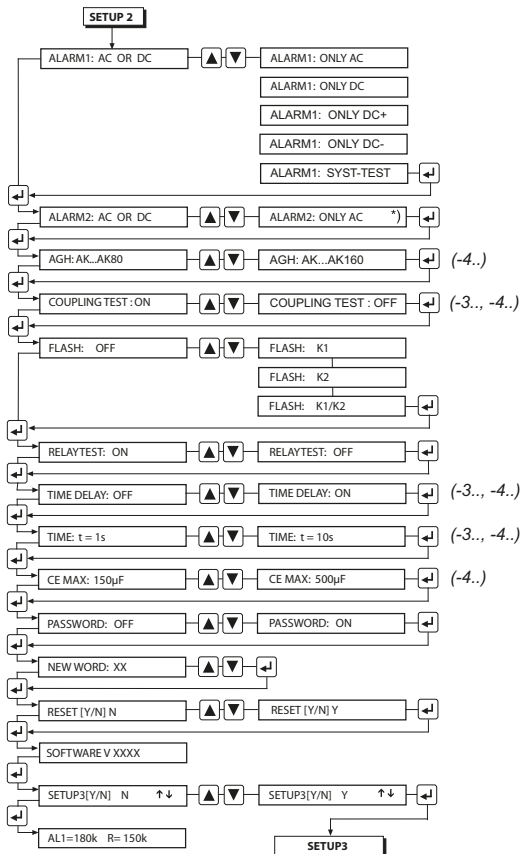 SETUP 2
ALARM1: AC OR DC
ALARM1: ONLY AC
ALARM1: ONLY DC
ALARM1: ONLY DC+
ALARM1: ONLY DC-
ALARM1: SYST-TEST
ALARM2: AC OR DC
ALARM2: ONLY AC *)
AGH: AK...AK80
AGH: AK...AK160
(-4..)
COUPLING TEST : ON
COUPLING TEST : OFF
(-3.., -4..)
FLASH: OFF
FLASH: K1
FLASH: K2
FLASH: K1/K2
RELAYTEST: ON
RELAYTEST: OFF
TIME DELAY: OFF
TIME DELAY: ON
(-3.., -4..)
TIME: t = 1s
TIME: t = 10s
(-3.., -4..)
CE MAX: 150µF
CE MAX: 500µF
(-4..)
PASSWORD: OFF
PASSWORD: ON
NEW WORD: XX
RESET [Y/N] N
RESET [Y/N] Y
SOFTWARE V XXXX
SETUP3[Y/N] N ↑↓
SETUP3[Y/N] Y ↑↓
AL1=180k R= 150k
SETUP3